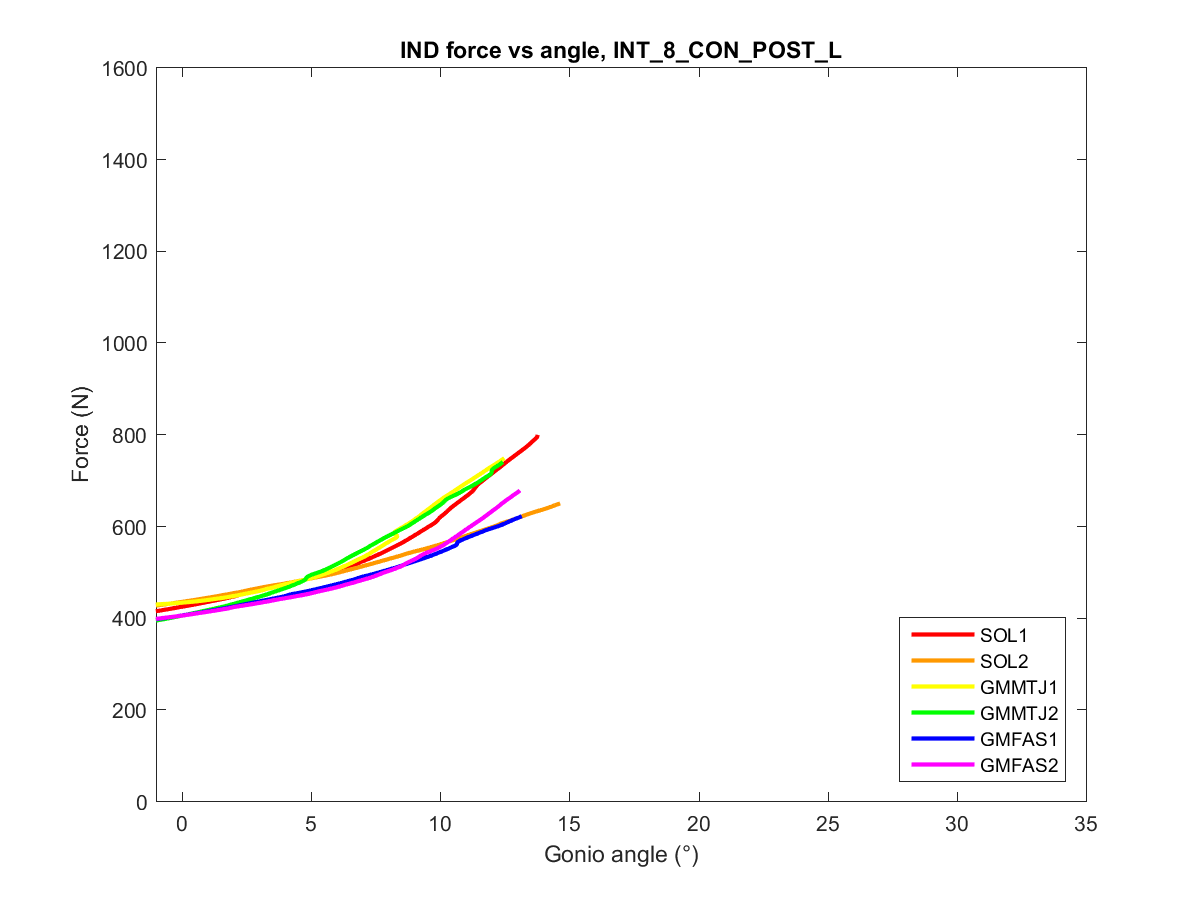 IND force vs angle, INT_8_CON_POST_L
1600
1400
1200
1000
800
600
400
200
0
Force (N)
0 5 10 15 20 25 30 35
Gonio angle (°)
SOL1
SOL2
GMMTJ1
GMMTJ2
GMFAS1
GMFAS2